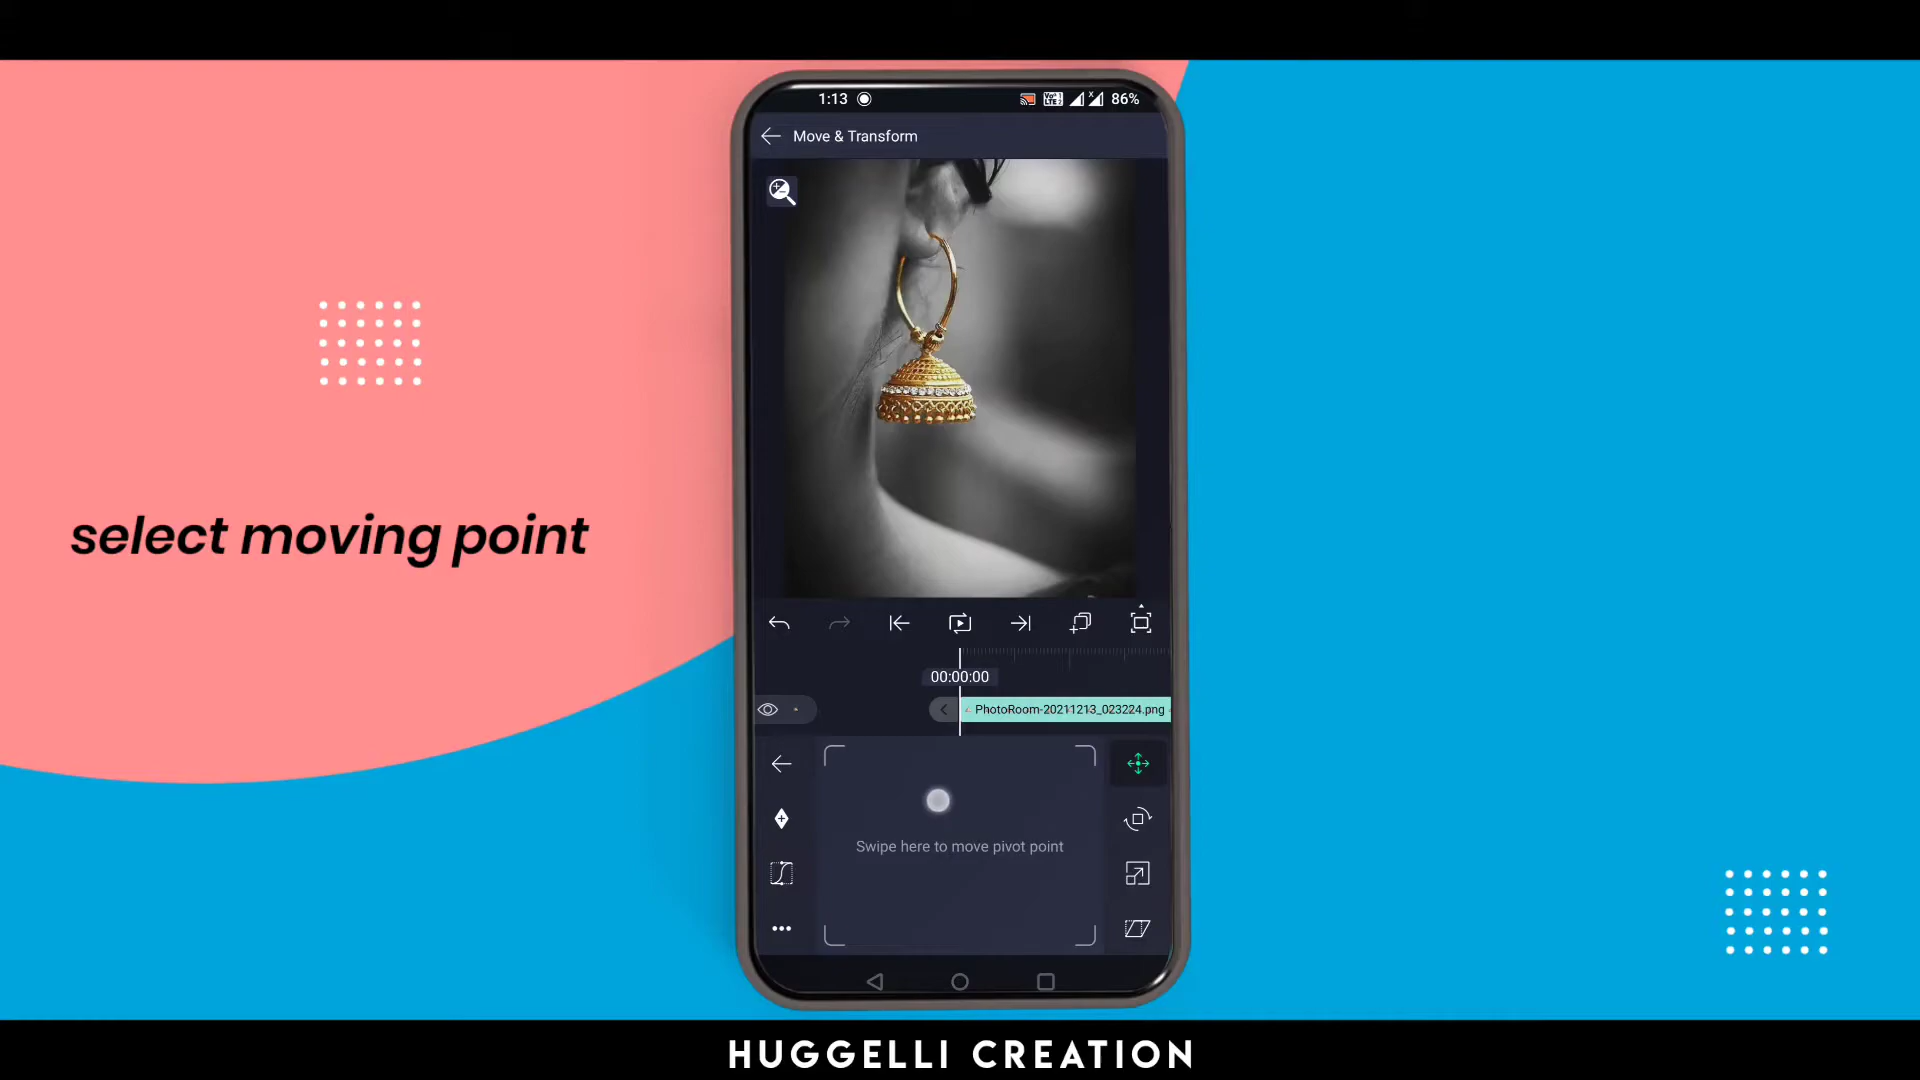 1:13
86%
Move & Transform
select moving point
00:00:00
PhotoRoom-20211213_023224.png
Swipe here to move pivot point
HUGGELLI CREATION